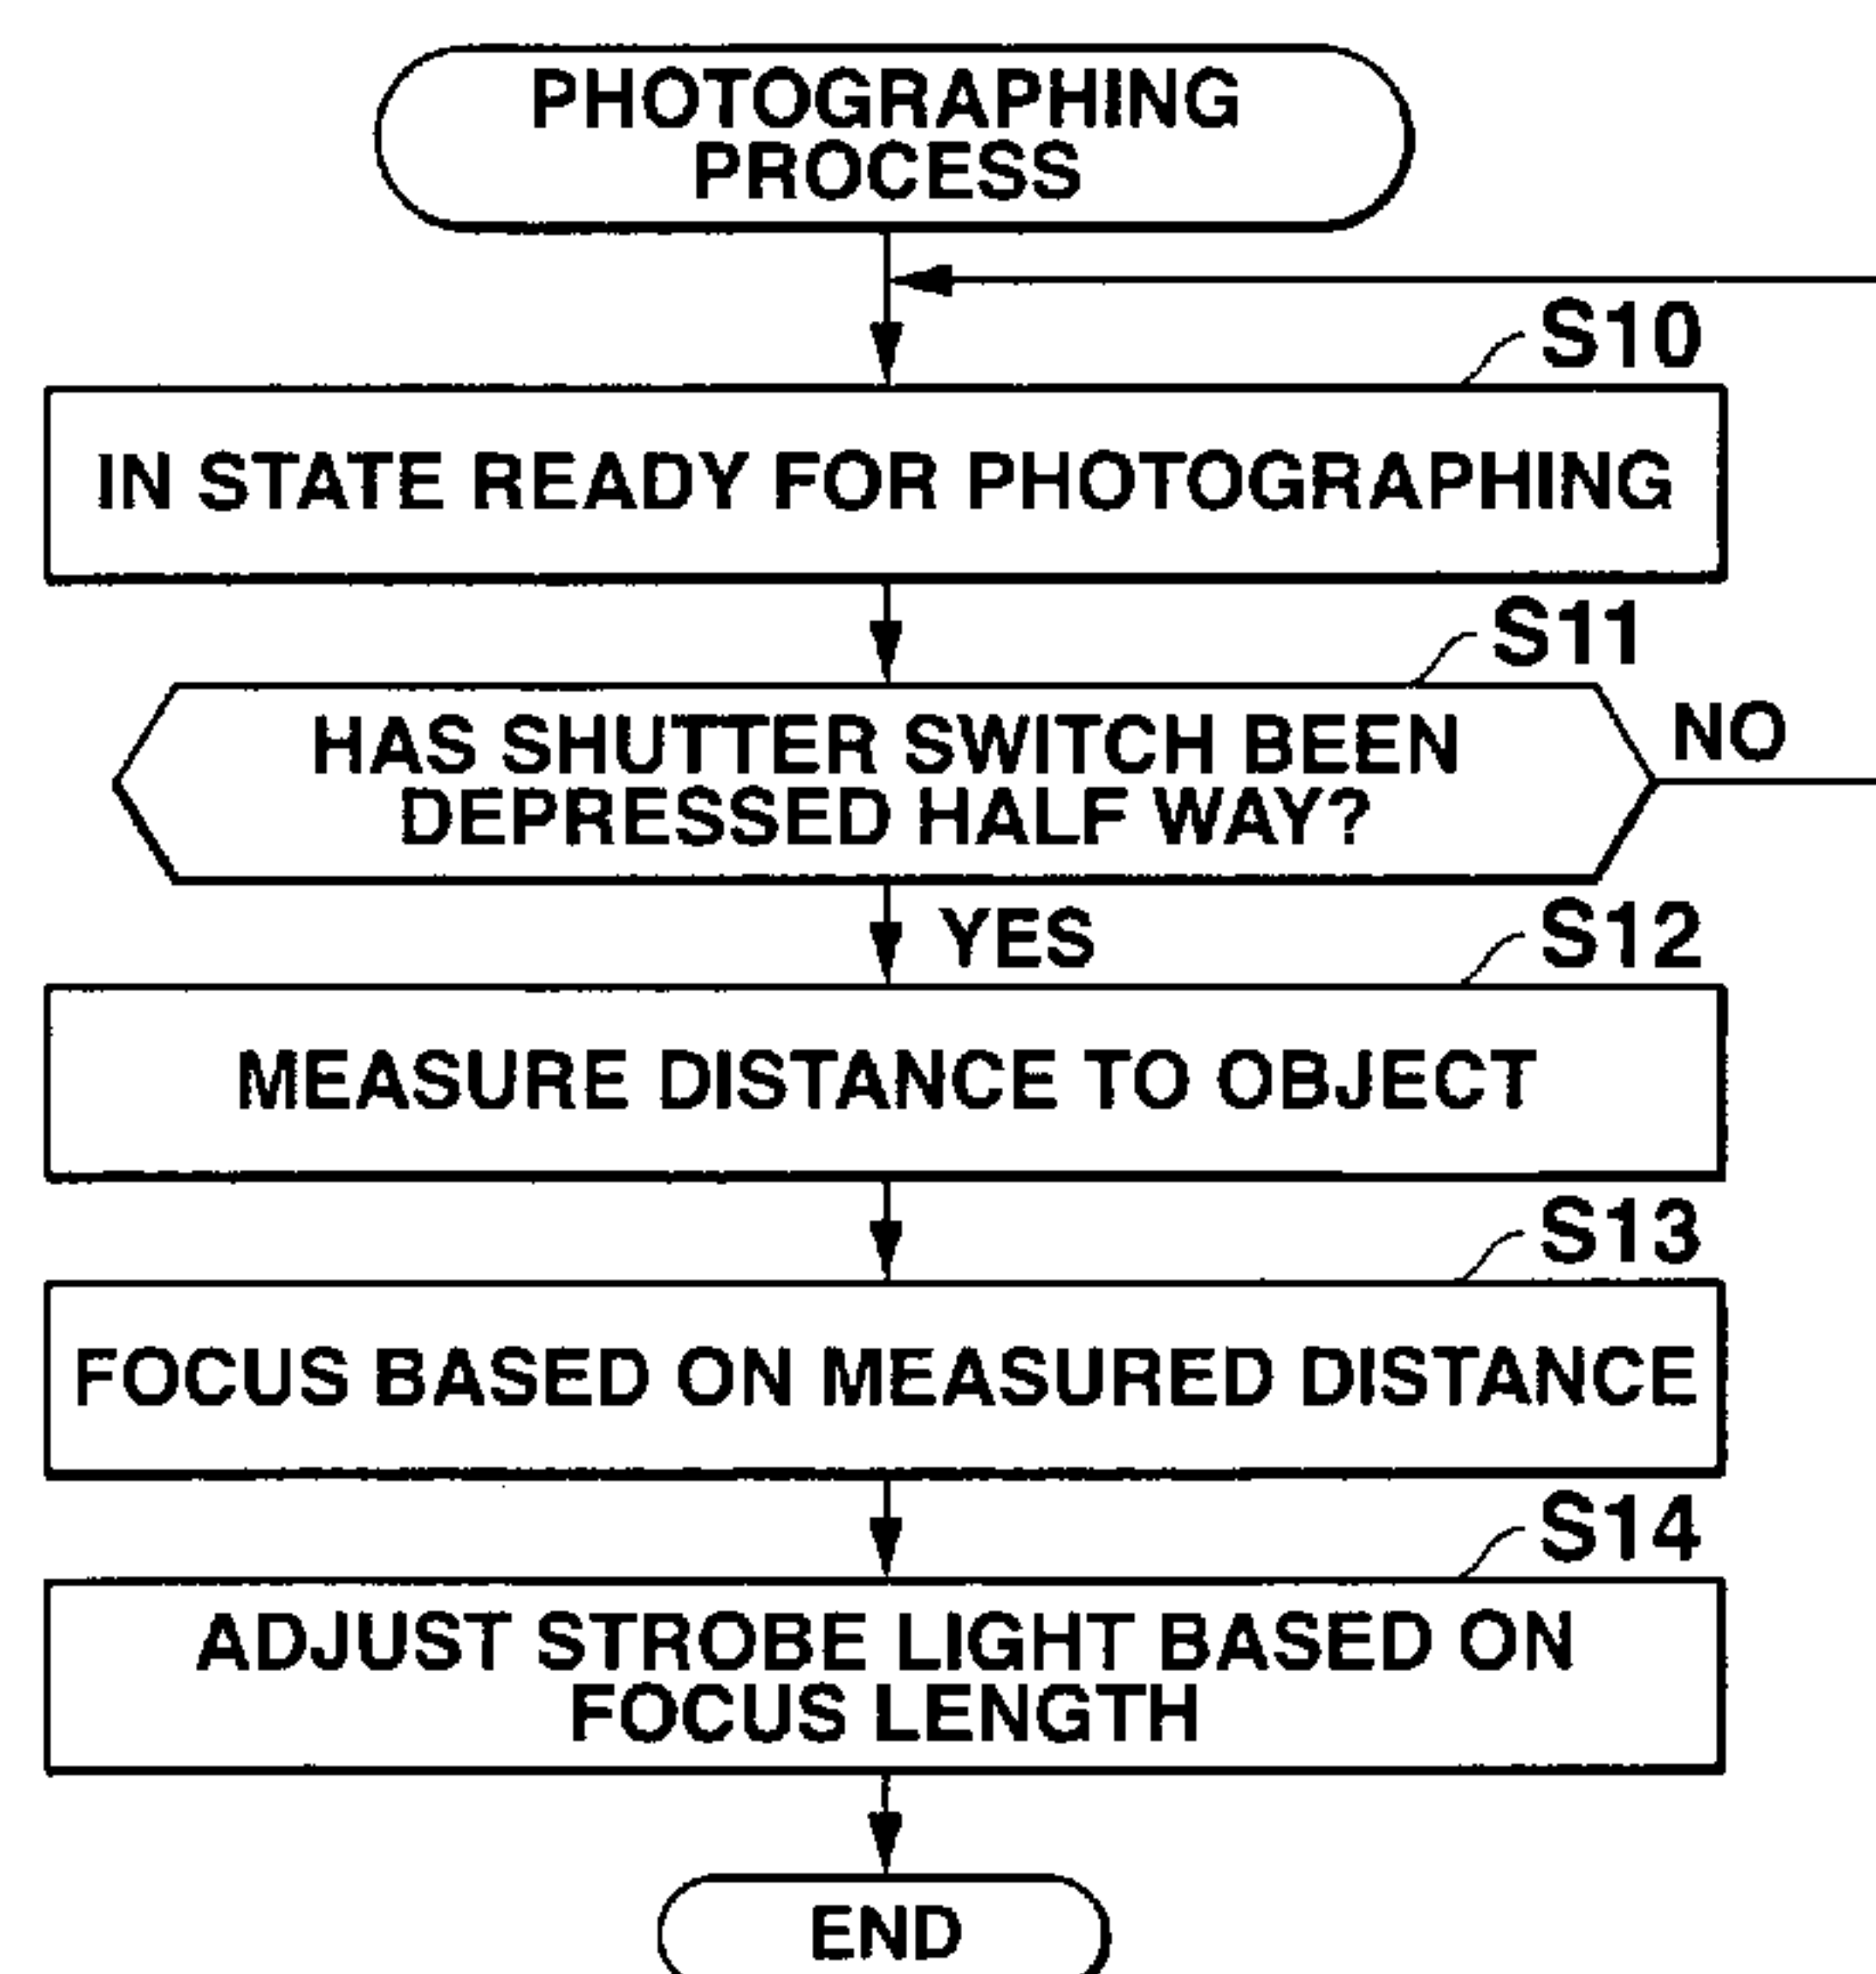 PHOTOGRAPHING
PROCESS
S10
IN STATE READY FOR PHOTOGRAPHING
S11
HAS SHUTTER SWITCH BEEN
DEPRESSED HALF WAY?
NO
YES
S12
MEASURE DISTANCE TO OBJECT
S13
FOCUS BASED ON MEASURED DISTANCE
S14
ADJUST STROBE LIGHT BASED ON
FOCUS LENGTH
END